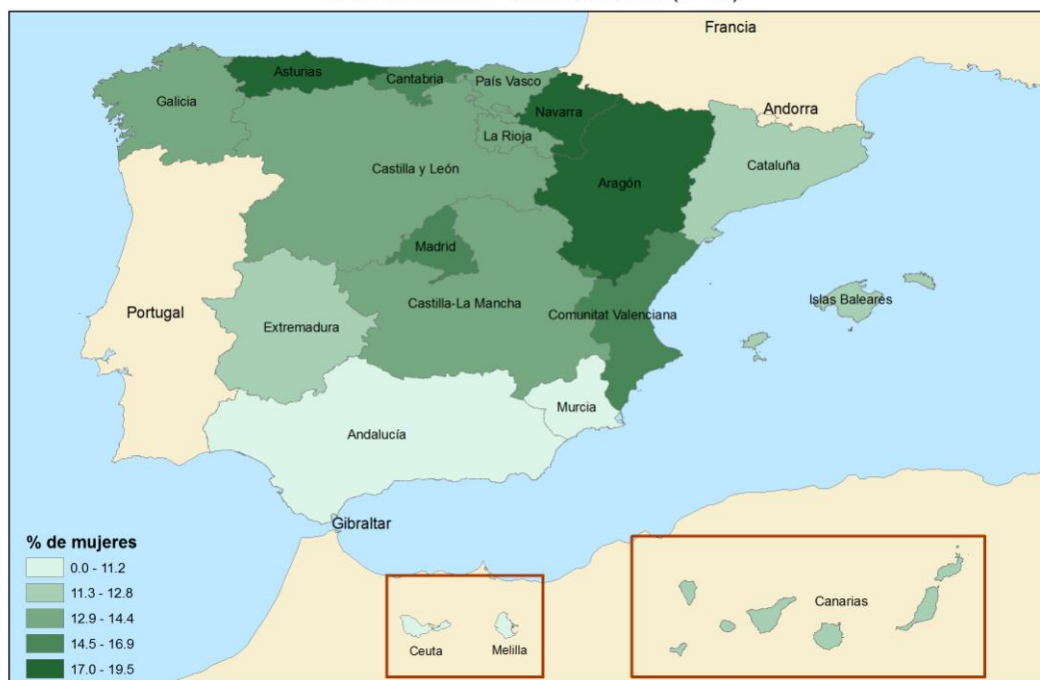 Francia
Asturias
Cantabria
País Vasco
Galicia
Navarra
Andorra
La Rioja
Castilla y León
Cataluña
Aragón
Madrid
Islas Baleares
Castilla-La Mancha
Portugal
Comunitat Valenciana
Extremadura
Murcia
Andalucía
Gibraltar
% de mujeres
0.0 - 11.2
11.3 - 12.8
12.9 - 14.4
14.5 - 16.9
17.0 - 19.5
Canarias
Ceuta
Melilla